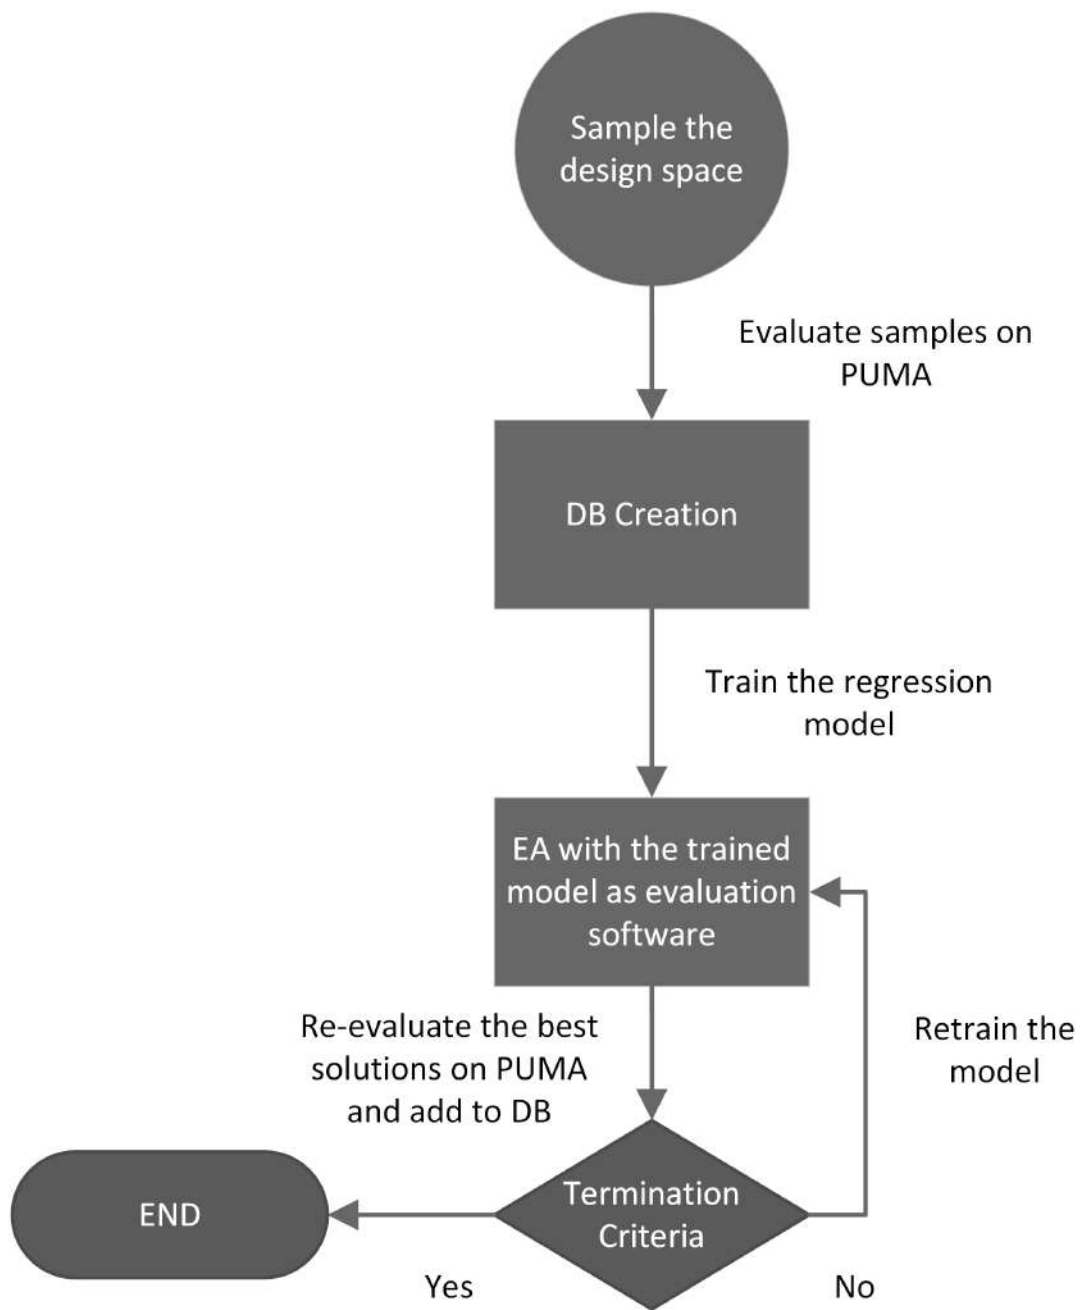 Sample the
design space
Evaluate samples on
PUMA
DB Creation
Train the regression
model
EA with the trained
model as evaluation
software
Re-evaluate the best
solutions on PUMA
and add to DB
Retrain the
model
Termination
Criteria
END
Yes
No